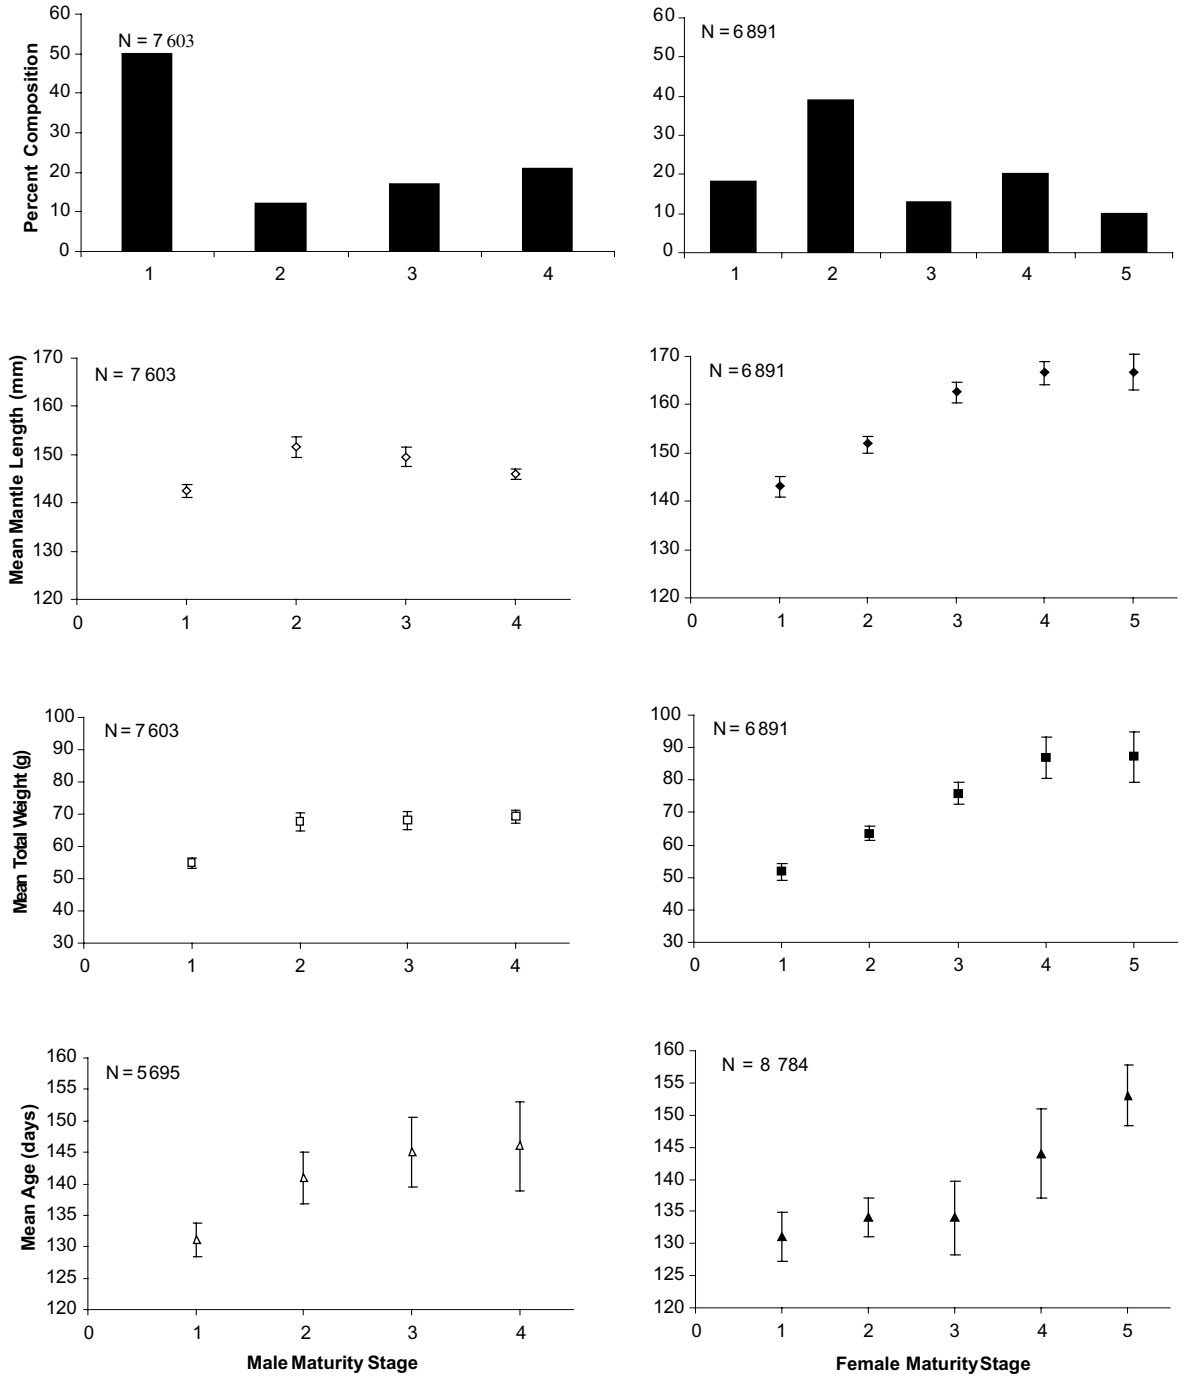 Percent Composition
60
50
40
30
20
10
0
N = 7 603
1 2 3 4
60
50
40
30
20
10
0
N = 6 891
1 2 3 4 5
Mean Mantle Length (mm)
170
160
150
140
130
120
N = 7 603
0 1 2 3 4
170
160
150
140
130
120
N = 6 891
0 1 2 3 4 5
Mean Total Weight (g)
100
90
80
70
60
50
40
30
N = 7 603
0 1 2 3 4
100
90
80
70
60
50
40
30
N = 6 891
0 1 2 3 4 5
Mean Age (days)
160
155
150
145
140
135
130
125
120
N = 5 695
0 1 2 3 4
Male Maturity Stage
160
155
150
145
140
135
130
125
120
N = 8 784
0 1 2 3 4 5
Female Maturity Stage